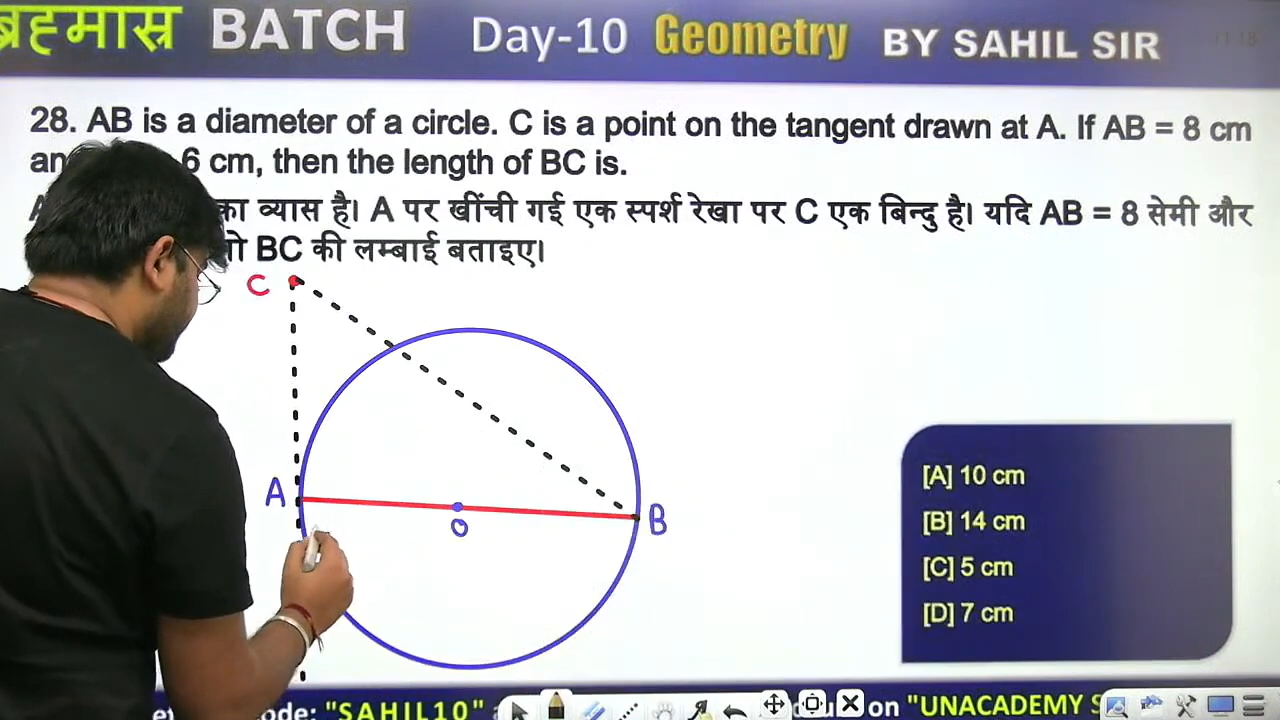 ब्रह्मास्र BATCH Day-10 Geometry BY SAHIL SIR
28. AB is a diameter of a circle. C is a point on the tangent drawn at A. If AB = 8 cm
6 cm, then the length of BC is.
का व्यास है। A पर खींची गई एक स्पर्श रेखा पर C एक बिन्दु है। यदि AB = 8 सेमी और
BC की लम्बाई बताइए।
C
A
O
B
[A] 10 cm
[B] 14 cm
[C] 5 cm
[D] 7 cm
"SAHIL10" on "UNACADEMY